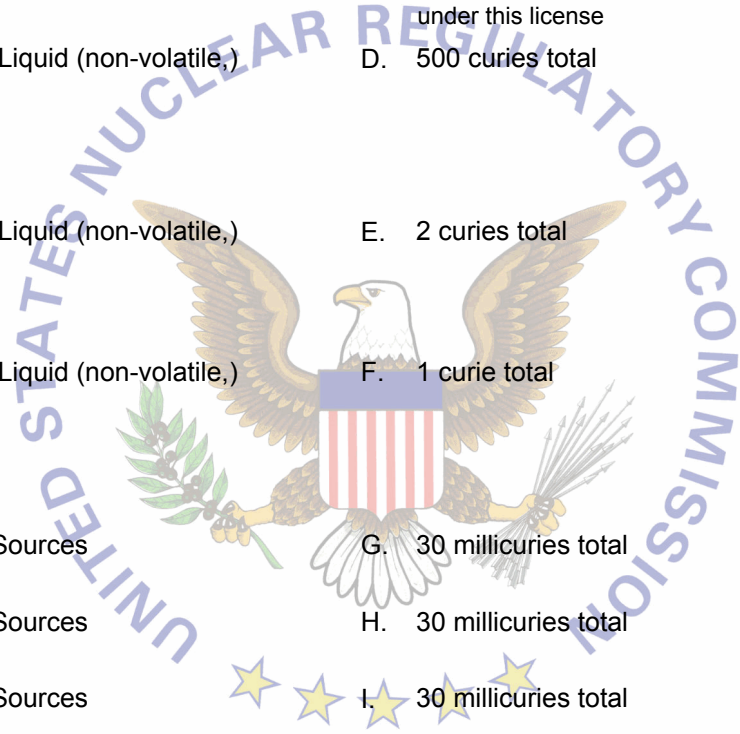 under this license
Liquid (non-volatile,) D. 500 curies total
Liquid (non-volatile,) E. 2 curies total
Liquid (non-volatile,) F. 1 curie total
Sources G. 30 millicuries total
Sources H. 30 millicuries total
Sources I. 30 millicuries total
UNITED STATES NUCLEAR REGULATORY COMMISSION